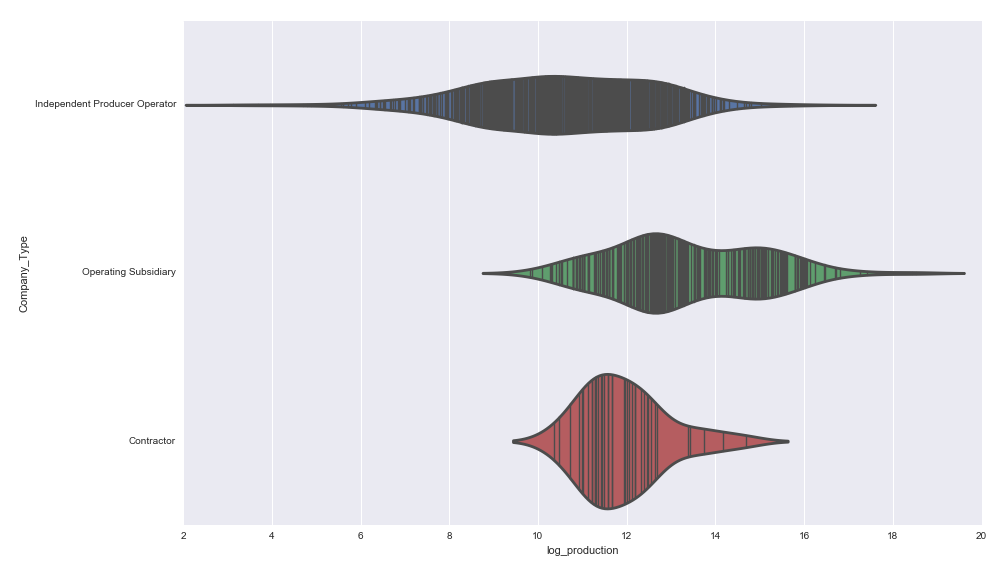 Company_Type
Independent Producer Operator
Operating Subsidiary
Contractor
2 4 6 8 10 12 14 16 18 20
log_production